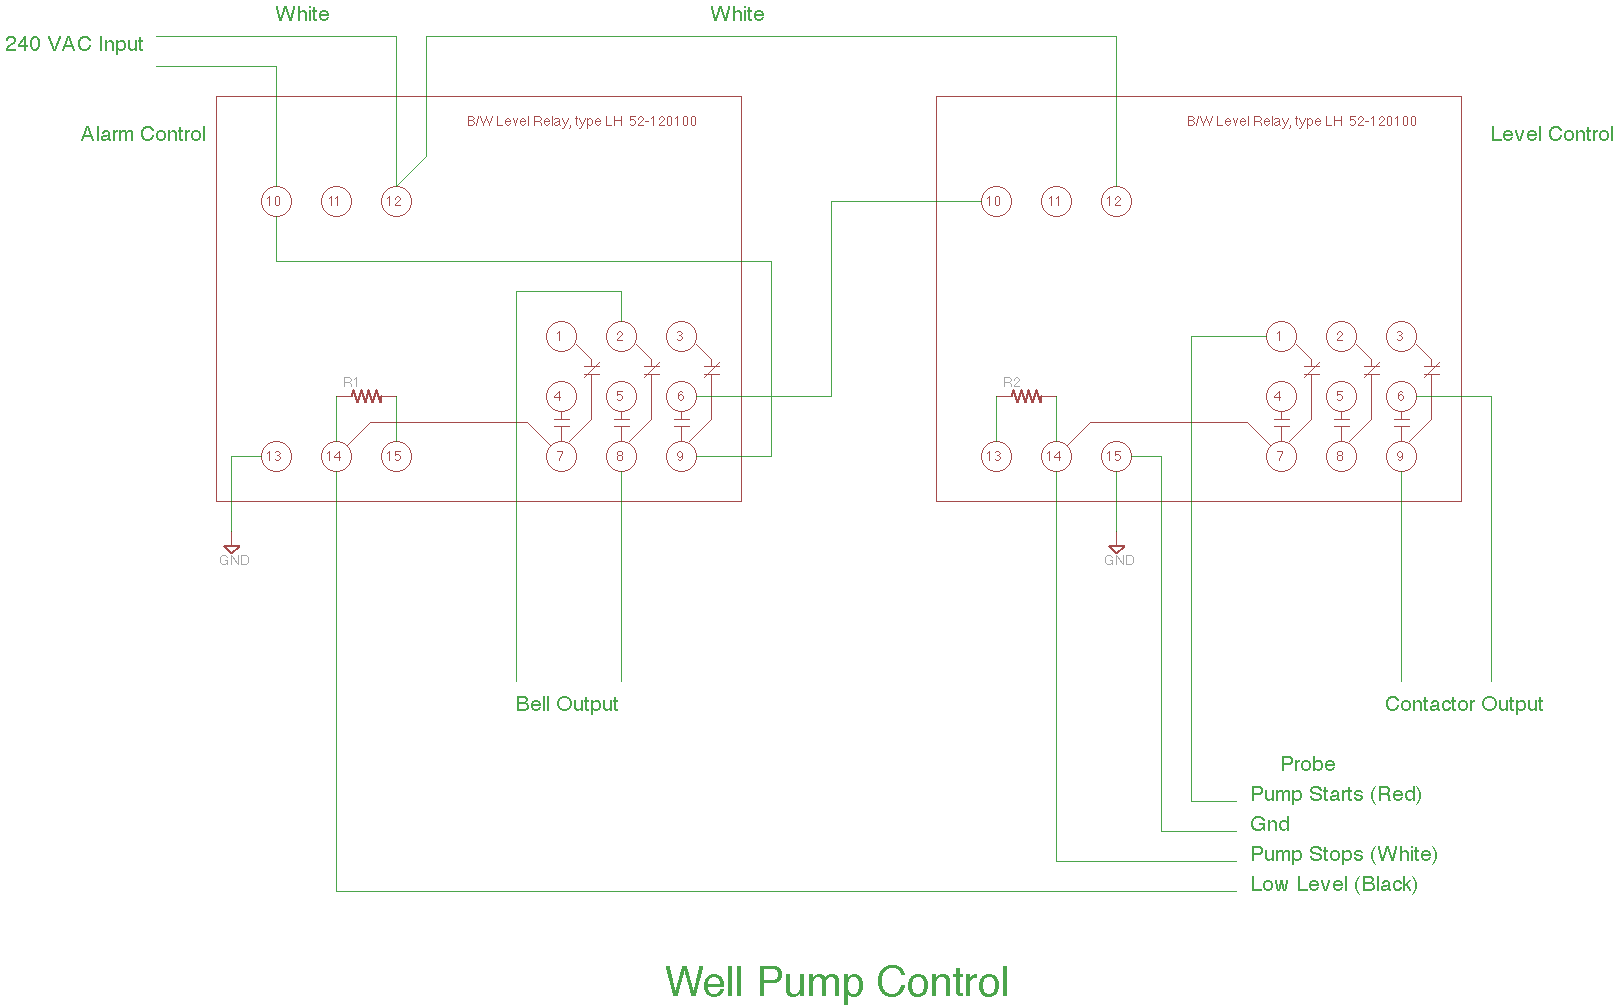 White
White
240 VAC Input
B/W Level Relay, type LH 52-120100
B/W Level Relay, type LH 52-120100
Alarm Control
Level Control
10
11
12
10
11
12
1
2
3
1
2
3
R1
R2
4
5
6
4
5
6
13
14
15
7
8
9
13
14
15
7
8
9
GND
GND
Bell Output
Contactor Output
Probe
Pump Starts (Red)
Gnd
Pump Stops (White)
Low Level (Black)
Well Pump Control